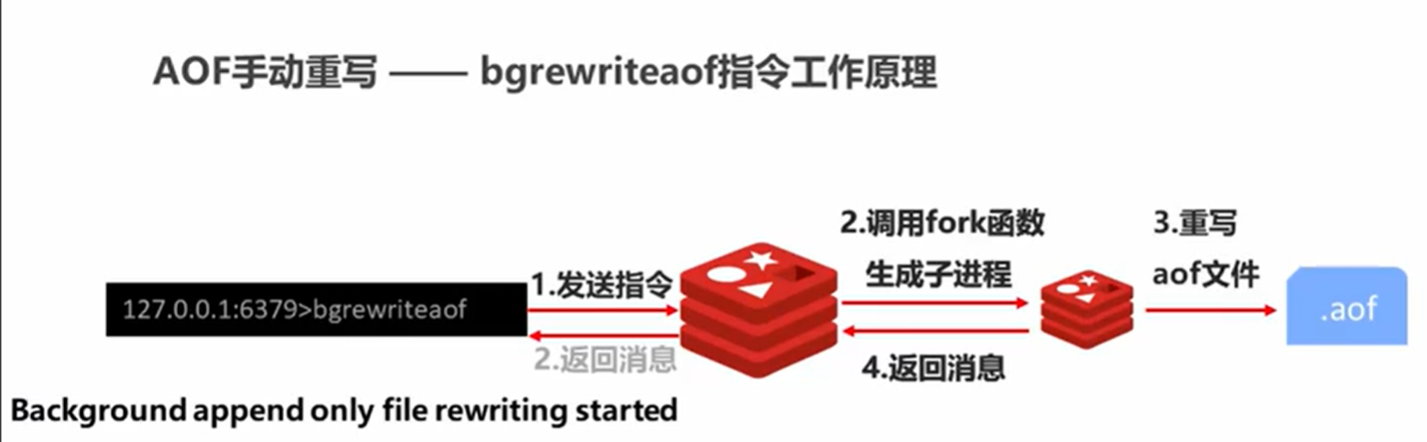 AOF手动重写 —— bgrewriteaof指令工作原理
2.调用fork函数
生成子进程
3.重写
aof文件
1.发送指令
127.0.0.1:6379>bgrewriteaof
.aof
2.返回消息
4.返回消息
Background append only file rewriting started